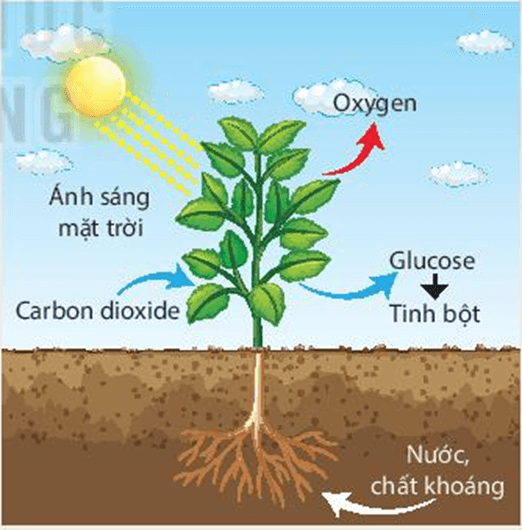 Oxygen
Ánh sáng
mặt trời
Glucose
Carbon dioxide
Tinh bột
Nước,
chất khoáng